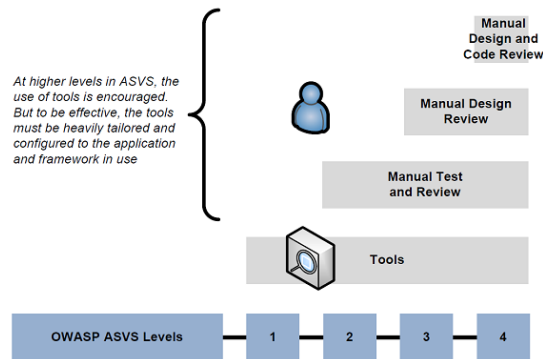 Manual
Design and
Code Review
At higher levels in ASVS, the
use of tools is encouraged.
But to be effective, the tools
must be heavily tailored and
configured to the application
and framework in use
Manual Design
Review
Manual Test
and Review
Tools
OWASP ASVS Levels
1
2
3
4